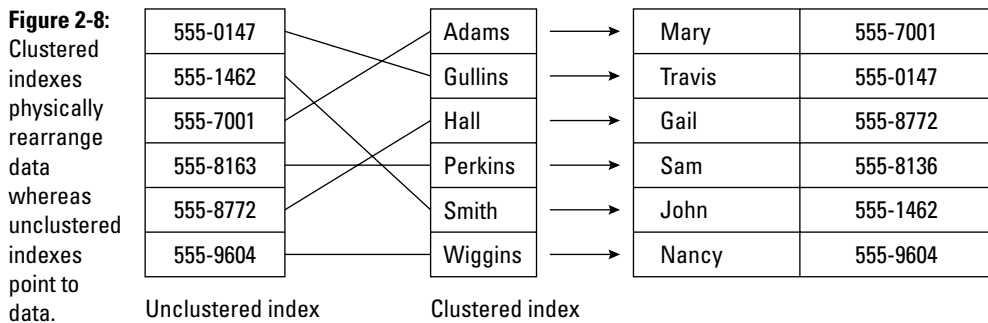 Figure 2-8:
Clustered
indexes
physically
rearrange
data
whereas
unclustered
indexes
point to
data.
555-0147
555-1462
555-7001
555-8163
555-8772
555-9604
Unclustered index
Adams
Gullins
Hall
Perkins
Smith
Wiggins
Clustered index
Mary 555-7001
Travis 555-0147
Gail 555-8772
Sam 555-8136
John 555-1462
Nancy 555-9604